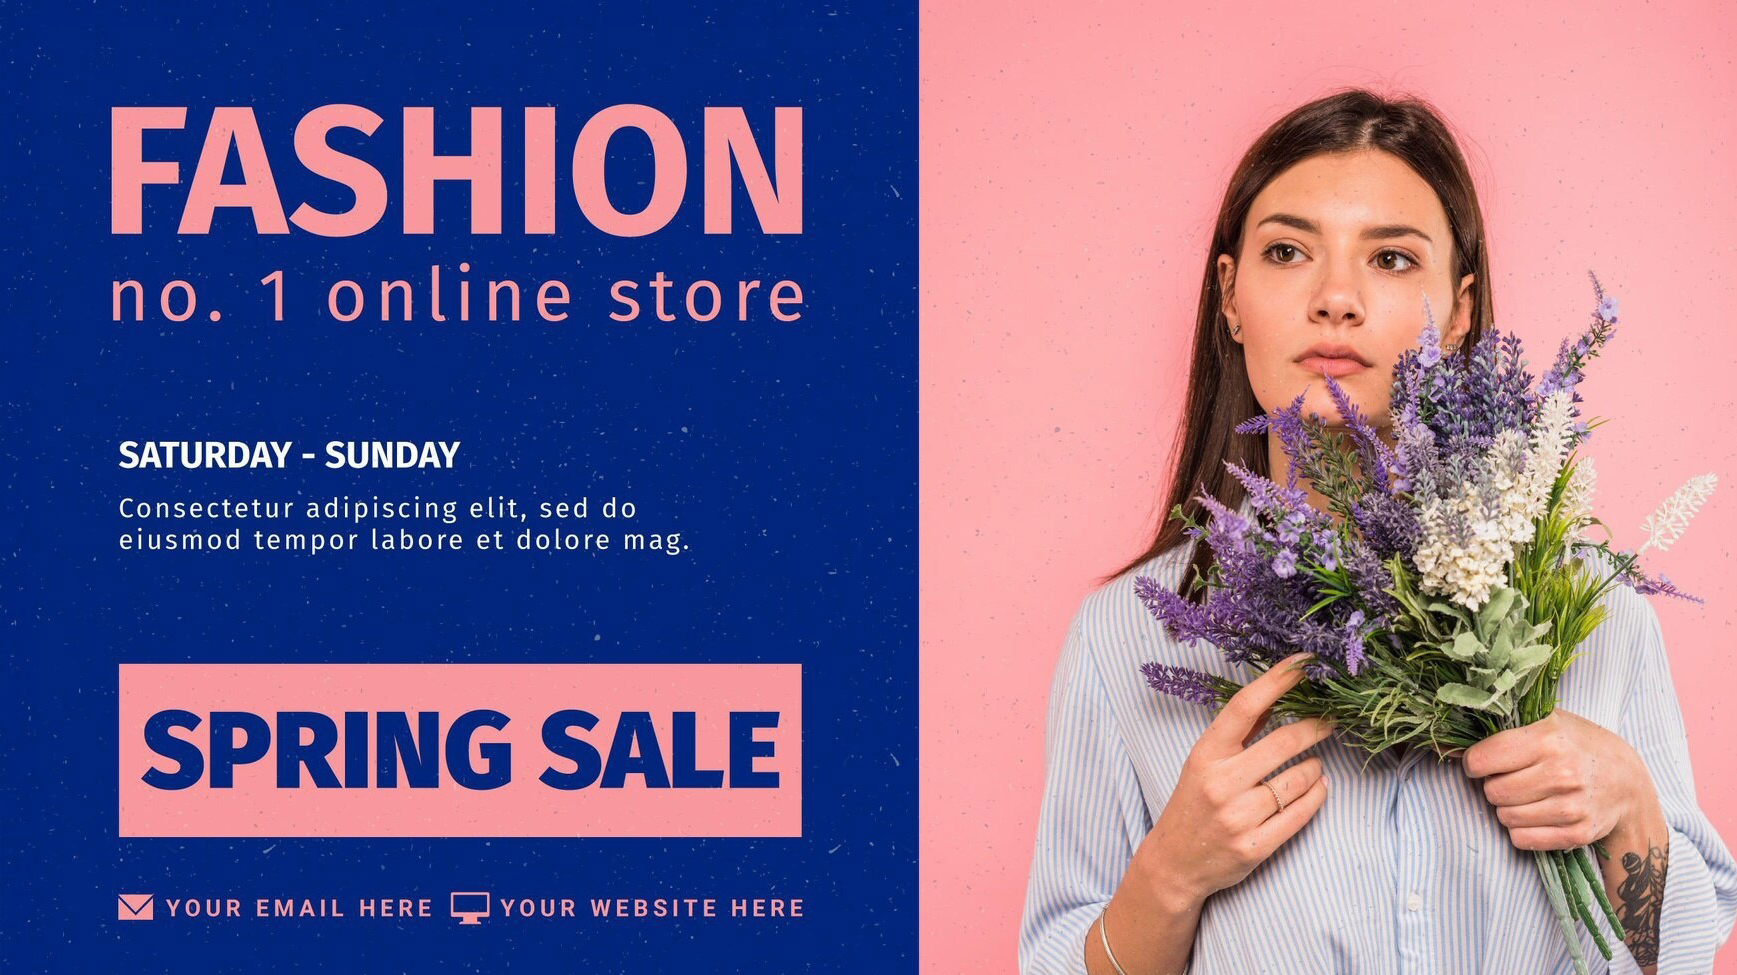 FASHION
no. 1 online store
SATURDAY - SUNDAY
Consectetur adipiscing elit, sed do
eiusmod tempor labore et dolore mag.
SPRING SALE
YOUR EMAIL HERE YOUR WEBSITE HERE